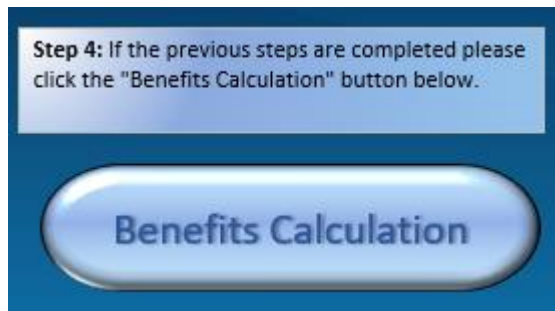 Step 4: If the previous steps are completed please
click the "Benefits Calculation" button below.
Benefits Calculation